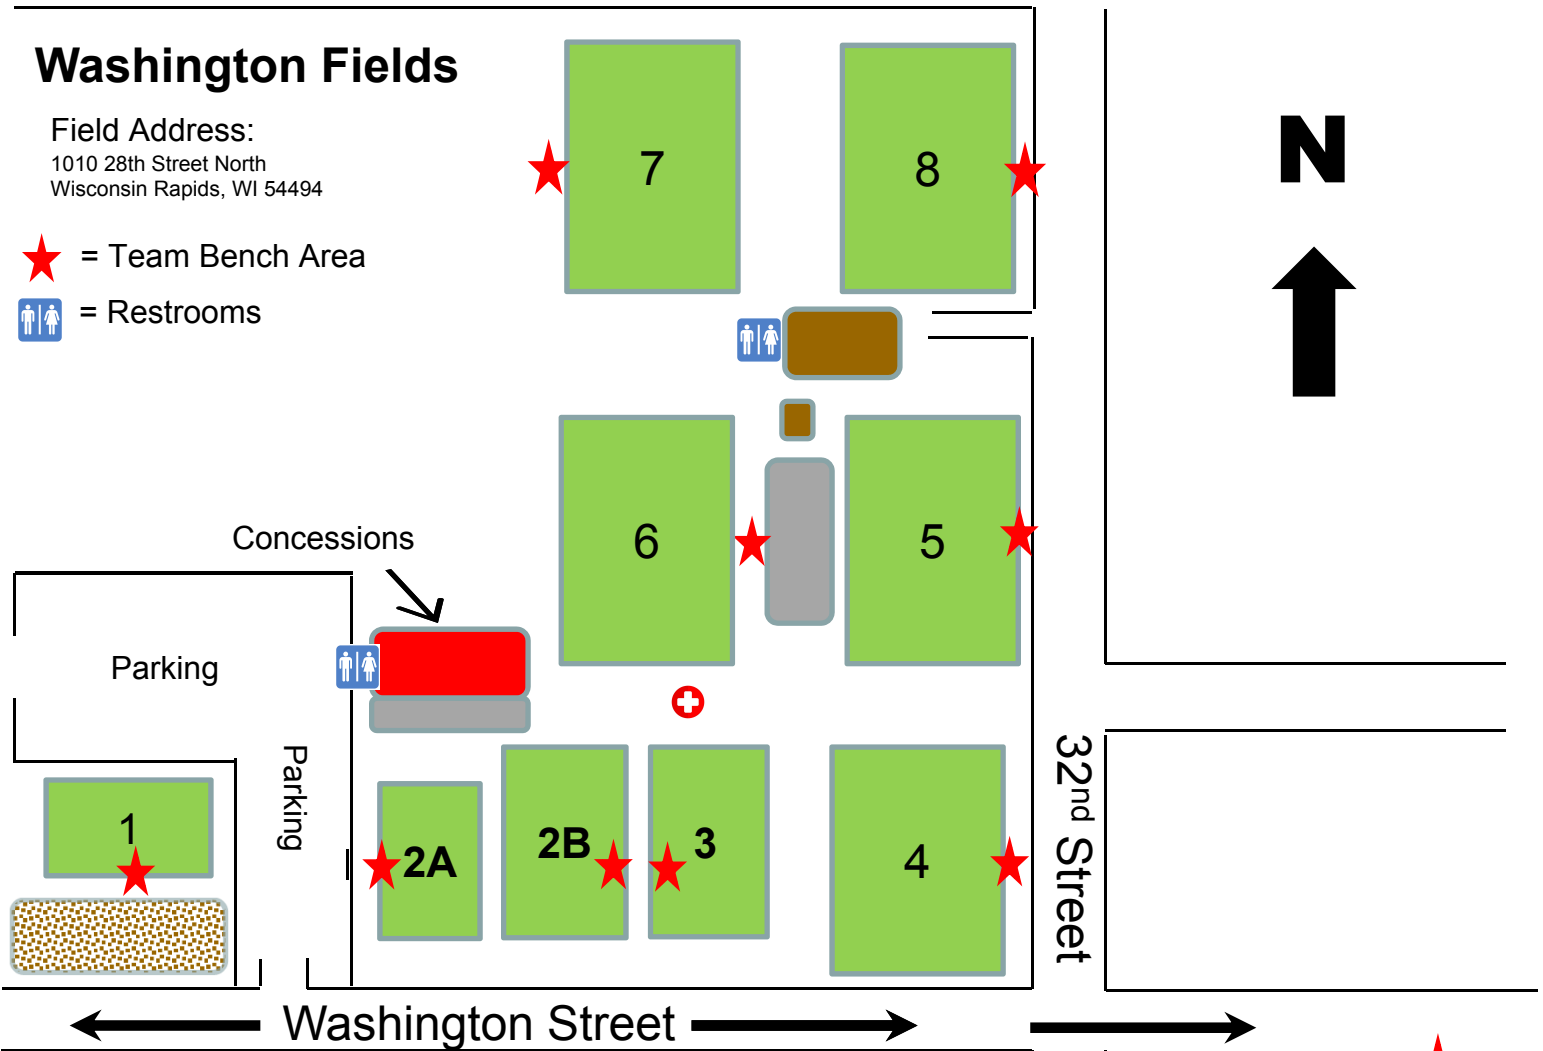 Washington Fields
Field Address:
1010 28th Street North
Wisconsin Rapids, WI 54494
= Team Bench Area
= Restrooms
7
8
N
6
5
Concessions
Parking
Parking
1
2A
2B
3
4
32nd Street
Washington Street